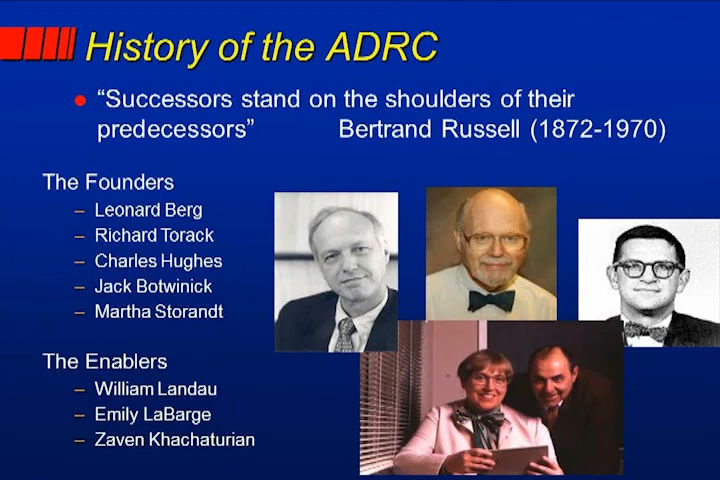 History of the ADRC
“Successors stand on the shoulders of their
predecessors” Bertrand Russell (1872-1970)
The Founders
– Leonard Berg
– Richard Torack
– Charles Hughes
– Jack Botwinick
– Martha Storandt
The Enablers
– William Landau
– Emily LaBarge
– Zaven Khachaturian